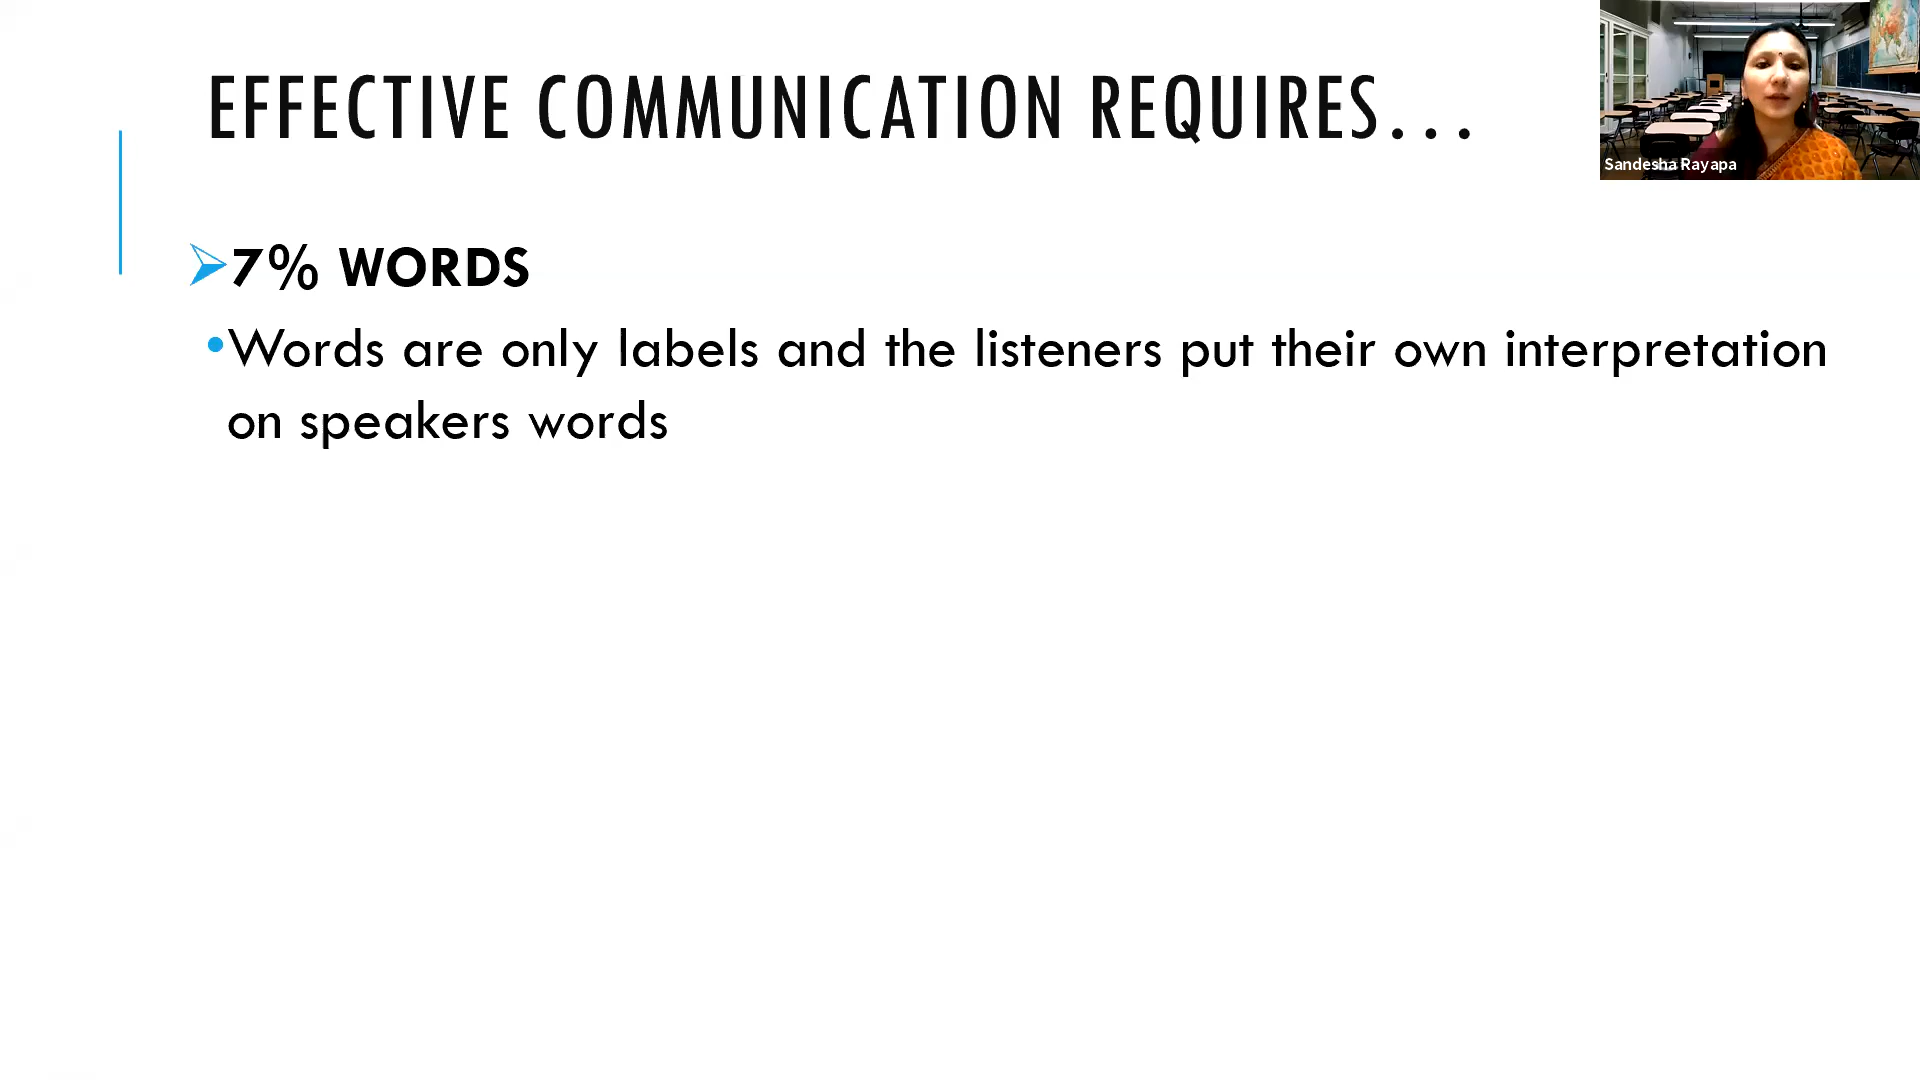 EFFECTIVE COMMUNICATION REQUIRES...
Sandesha Rayapa
7% WORDS
Words are only labels and the listeners put their own interpretation
on speakers words